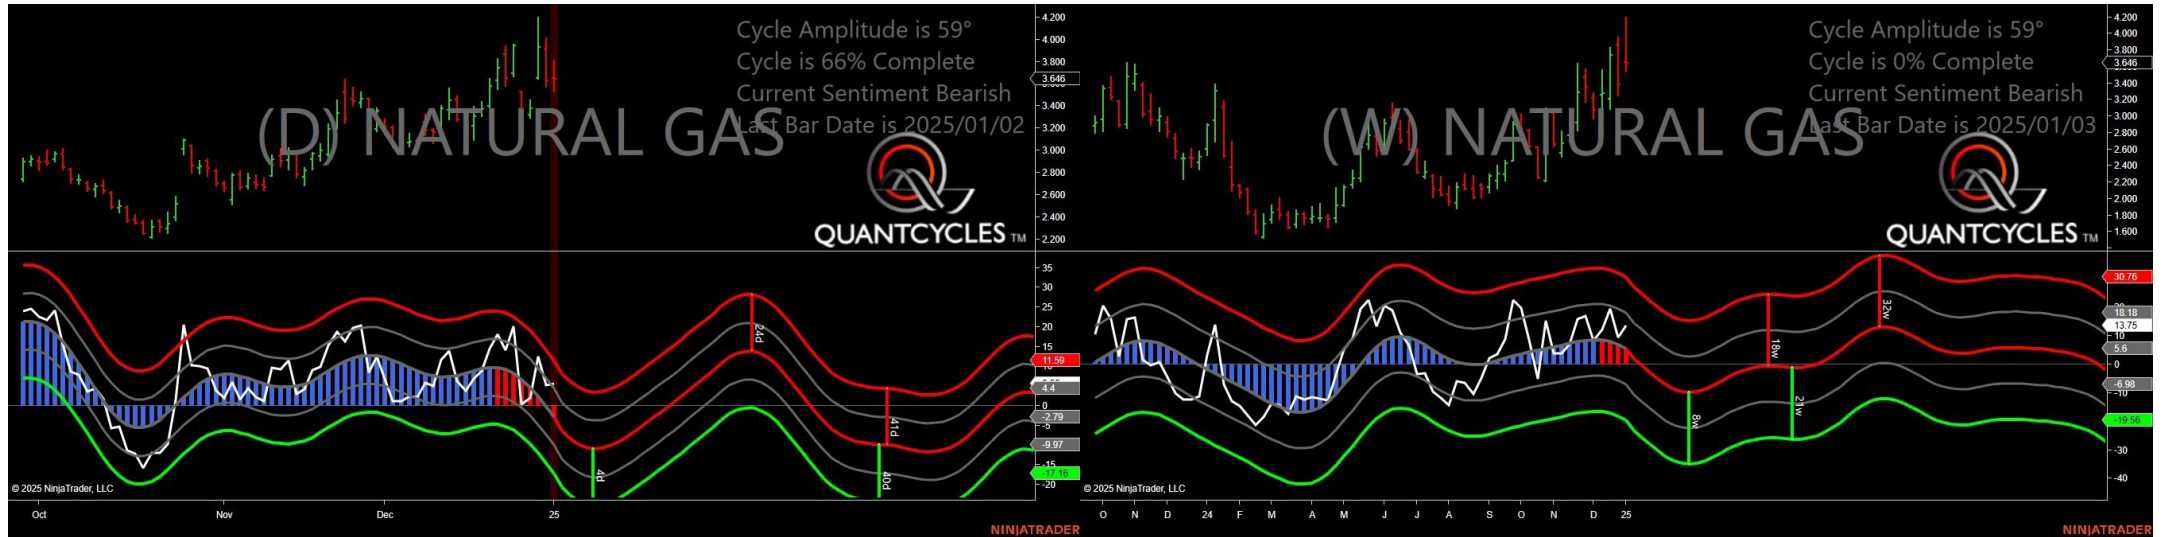 Cycle Amplitude is 59°
Cycle is 66% Complete
Current Sentiment Bearish
Last Bar Date is 2025/01/02
(D) NATURAL GAS
QUANTCYCLES TM
4.200
4.000
3.800
3.646
3.400
3.200
3.000
2.800
2.600
2.400
2.200
35
30
25
20
15
11.59
4.4
0
-2.79
-5
-9.97
-15
-17.16
-20
24d
41d
4d
40d
© 2025 NinjaTrader, LLC
Oct Nov Dec 25
NINJATRADER
Cycle Amplitude is 59°
Cycle is 0% Complete
Current Sentiment Bearish
Last Bar Date is 2025/01/03
(W) NATURAL GAS
QUANTCYCLES TM
4.200
4.000
3.800
3.646
3.400
3.200
3.000
2.800
2.600
2.400
2.200
2.000
1.800
1.600
30.76
18.18
13.75
10
5.6
0
-6.98
-10
-19.56
-30
-40
32w
18w
21w
8w
© 2025 NinjaTrader, LLC
O N D 24 F M A M J J A S O N D 25
NINJATRADER